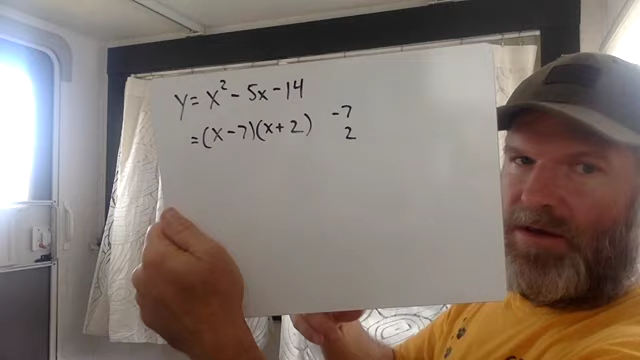 y = x² - 5x - 14
= (x - 7)(x + 2)
-7
2